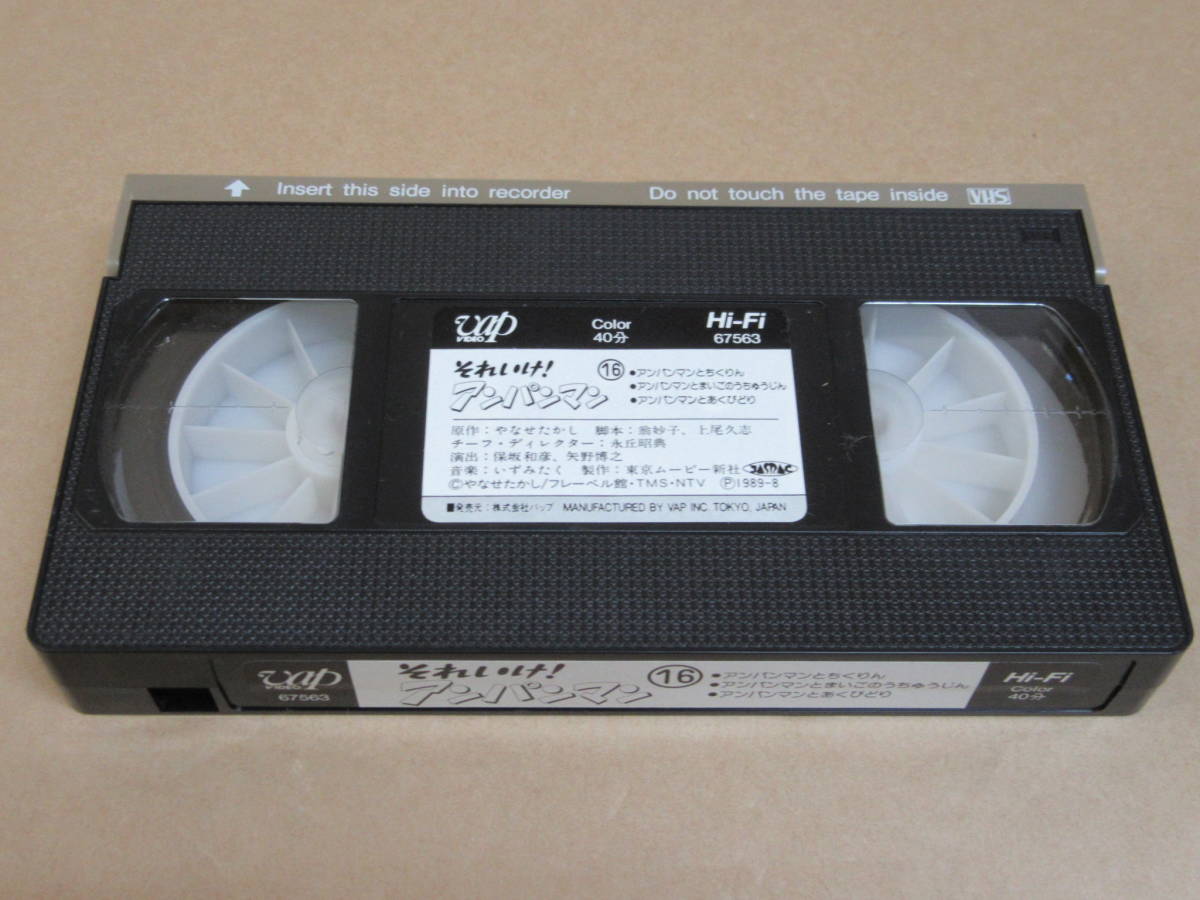 Insert this side into recorder Do not touch the tape inside VHS
vap VIDEO Color 40分 Hi-Fi 67563
それいけ!
アンパンマン
16
•アンパンマンとちくりん
•アンパンマンとまいごのうちゅうじん
•アンパンマンとあくびどり
原作:やなせたかし 脚本:翁妙子、上尾久志
チーフ・ディレクター:永丘昭典
演出:保坂和彦、矢野博之
音楽:いずみたく 製作:東京ムービー新社 JASRAC
©やなせたかし/フレーベル館・TMS・NTV ℗1989-8
■発売元:株式会社バップ MANUFACTURED BY VAP INC. TOKYO, JAPAN
vap VIDEO 67563
それいけ!
アンパンマン
16
•アンパンマンとちくりん
•アンパンマンとまいごのうちゅうじん
•アンパンマンとあくびどり
Hi-Fi
Color
40分